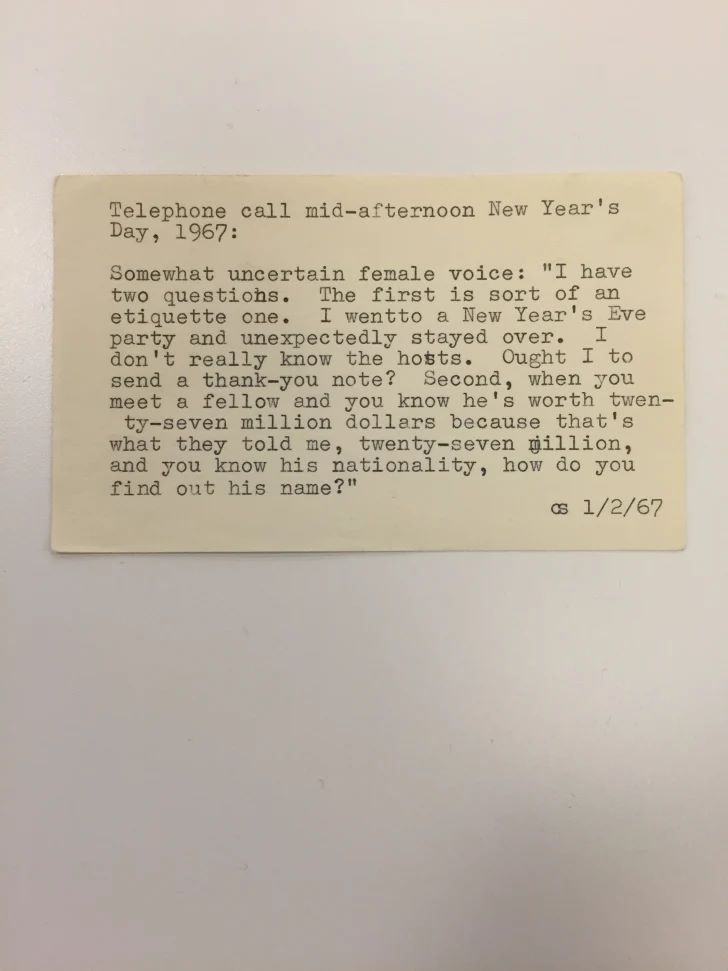 Telephone call mid-afternoon New Year's
Day, 1967:
Somewhat uncertain female voice: "I have
two questions. The first is sort of an
etiquette one. I wentto a New Year's Eve
party and unexpectedly stayed over. I
don't really know the hosts. Ought I to
send a thank-you note? Second, when you
meet a fellow and you know he's worth twen-
ty-seven million dollars because that's
what they told me, twenty-seven million,
and you know his nationality, how do you
find out his name?"
cs 1/2/67